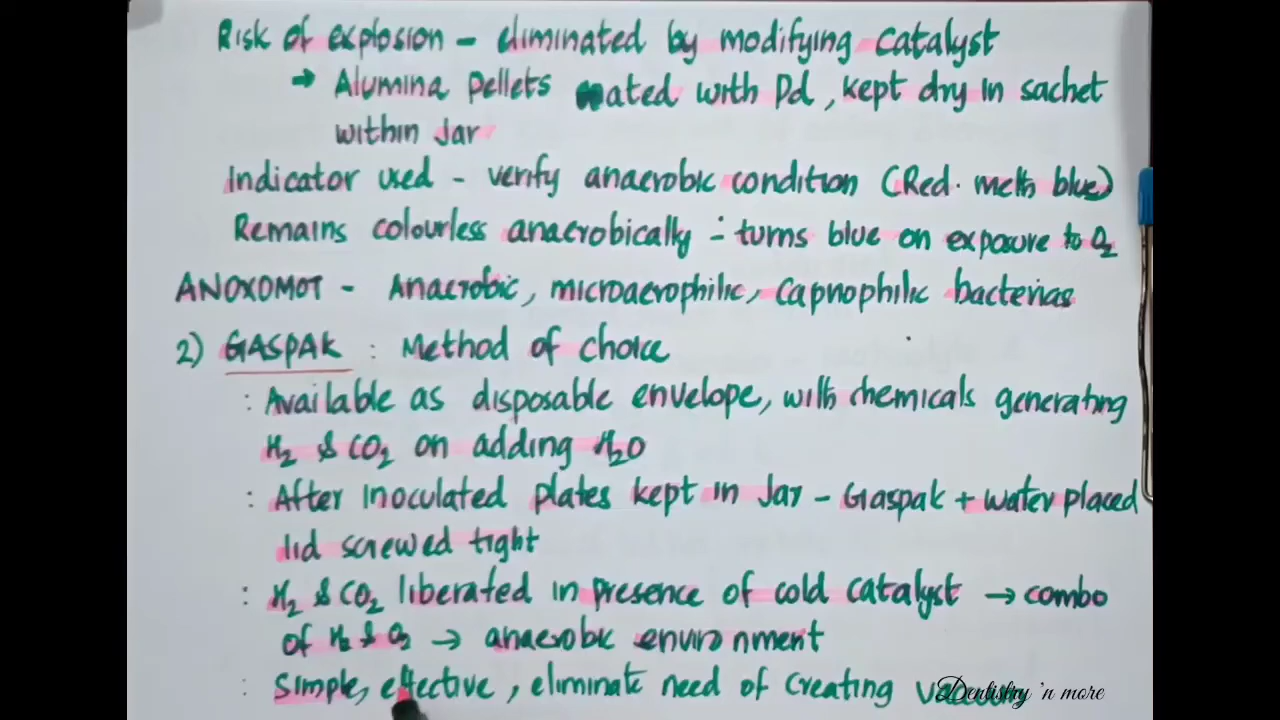 Risk of explosion - eliminated by modifying catalyst
→ Alumina pellets coated with Pd, kept dry in sachet
within Jar
Indicator used - verify anaerobic condition (Red. meth blue)
Remains colourless anaerobically - turns blue on exposure to O₂
ANOXOMOT - Anaerobic, microaerophilic, capnophilic bacterias
2) GASPAK : Method of choice
: Available as disposable envelope, with chemicals generating
H₂ & CO₂ on adding H₂O
: After inoculated plates kept in Jar - Gaspak + water placed
lid screwed tight
: H₂ & CO₂ liberated in presence of cold catalyst → combo
of H₂ & O₂ → anaerobic environment
: Simple, effective, eliminate need of creating vacuum
Dentistry 'n more